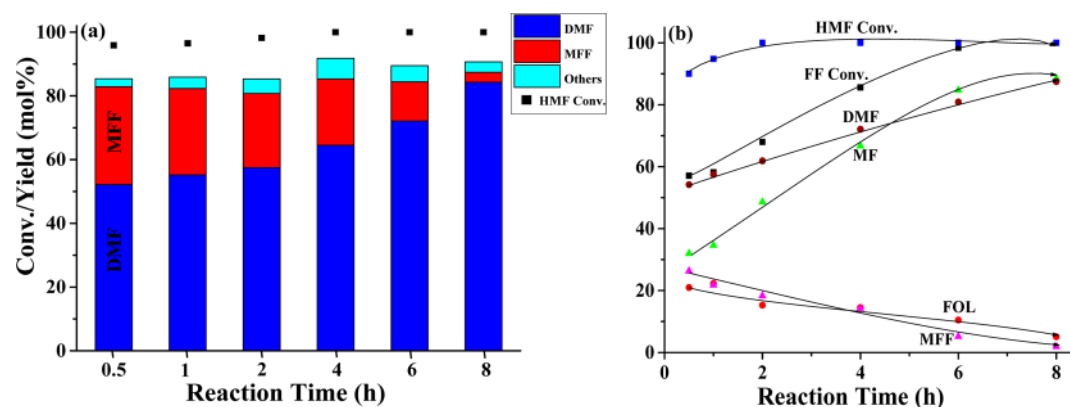 (a)
DMF
MFF
Others
HMF Conv.
Conv./Yield (mol%)
100
80
60
40
20
0
MFF
DMF
0.5 1 2 4 6 8
Reaction Time (h)
(b)
HMF Conv.
FF Conv.
DMF
MF
FOL
MFF
100
80
60
40
20
0
0 2 4 6 8
Reaction Time (h)